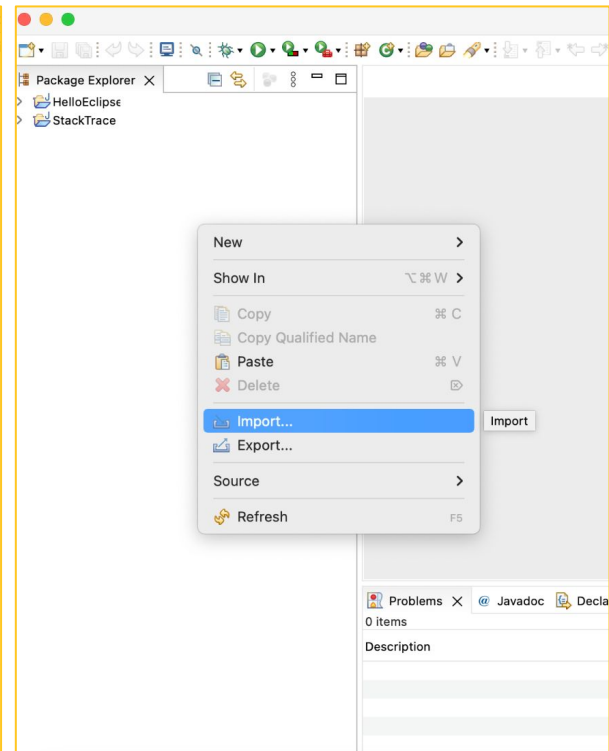 Package Explorer
HelloEclipse
StackTrace
New
Show In ⌥⌘W
Copy ⌘ C
Copy Qualified Name
Paste ⌘ V
Delete ⌦
Import...
Import
Export...
Source
Refresh F5
Problems @ Javadoc Decla
0 items
Description